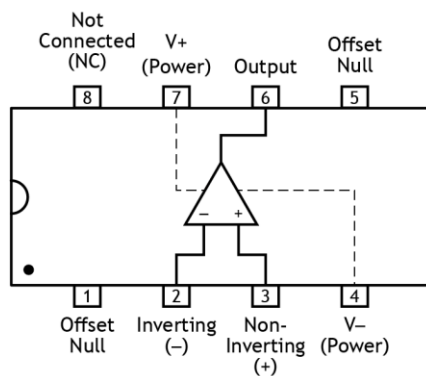 Not
Connected
(NC)
V+
(Power)
Output
Offset
Null
8
7
6
5
–
+
1
2
3
4
Offset
Null
Inverting
(–)
Non-
Inverting
(+)
V–
(Power)